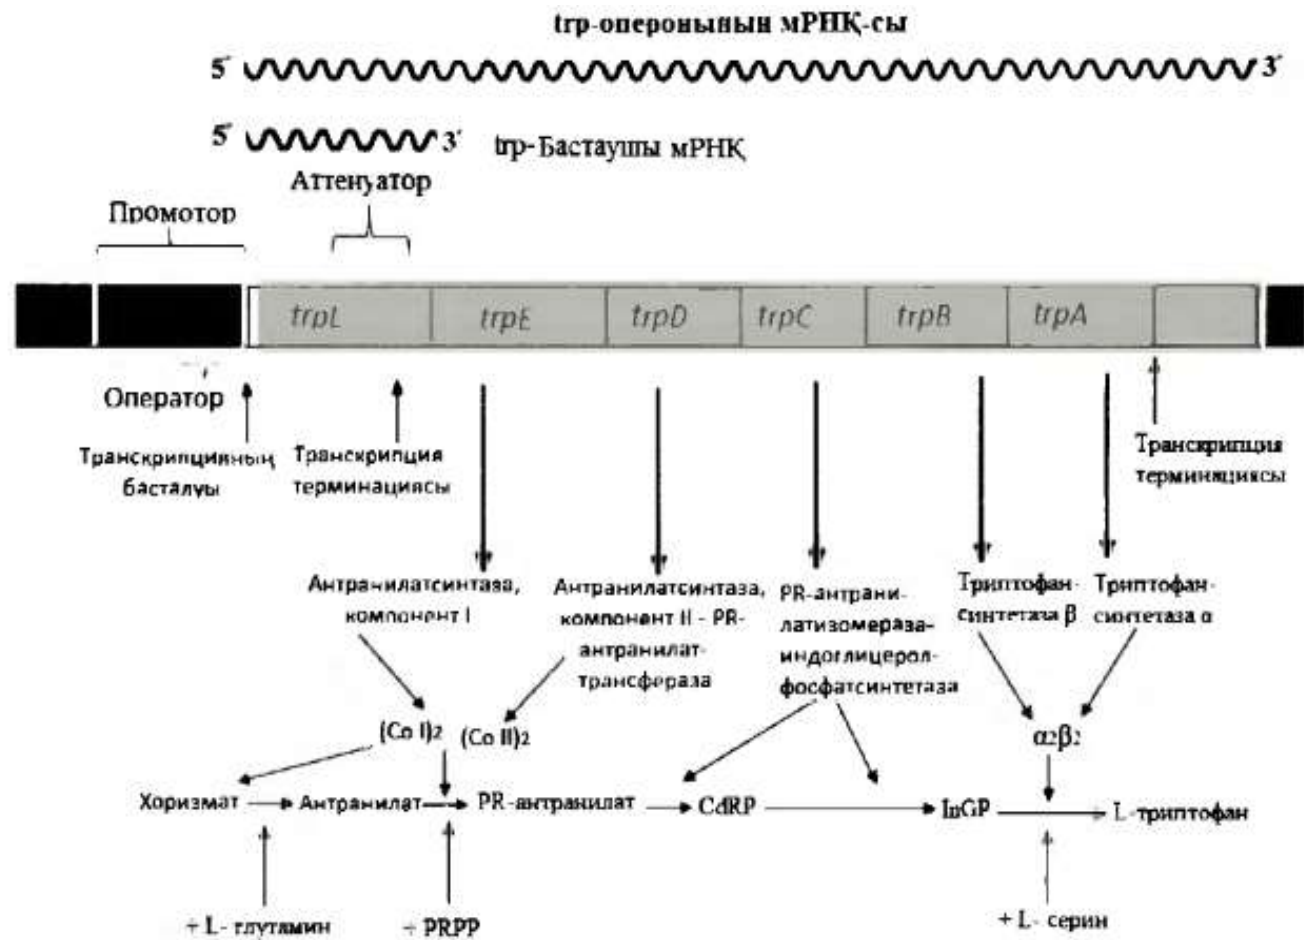 trp-оперонынын мРНҚ-сы
5´ 3´
5´ 3´ trp-Бастаушы мРНҚ
Аттенуатор
Промотор
trpL trpE trpD trpC trpB trpA
Оператор
Транскрипцияның
басталуы
Транскрипция
терминациясы
Транскрипция
терминациясы
Антранилатсинтаза,
компонент I
Антранилатсинтаза,
компонент II - PR-
антранилат-
трансфераза
PR-антрани-
латизомераза-
индоглицерол-
фосфатсинтетаза
Триптофан-
синтетаза β
Триптофан-
синтетаза α
(Co I)2 (Co II)2
α2β2
Хоризмат Антранилат PR-антранилат CdRP InGP L-триптофан
+ L- глутамин
+ PRPP
+ L- серин